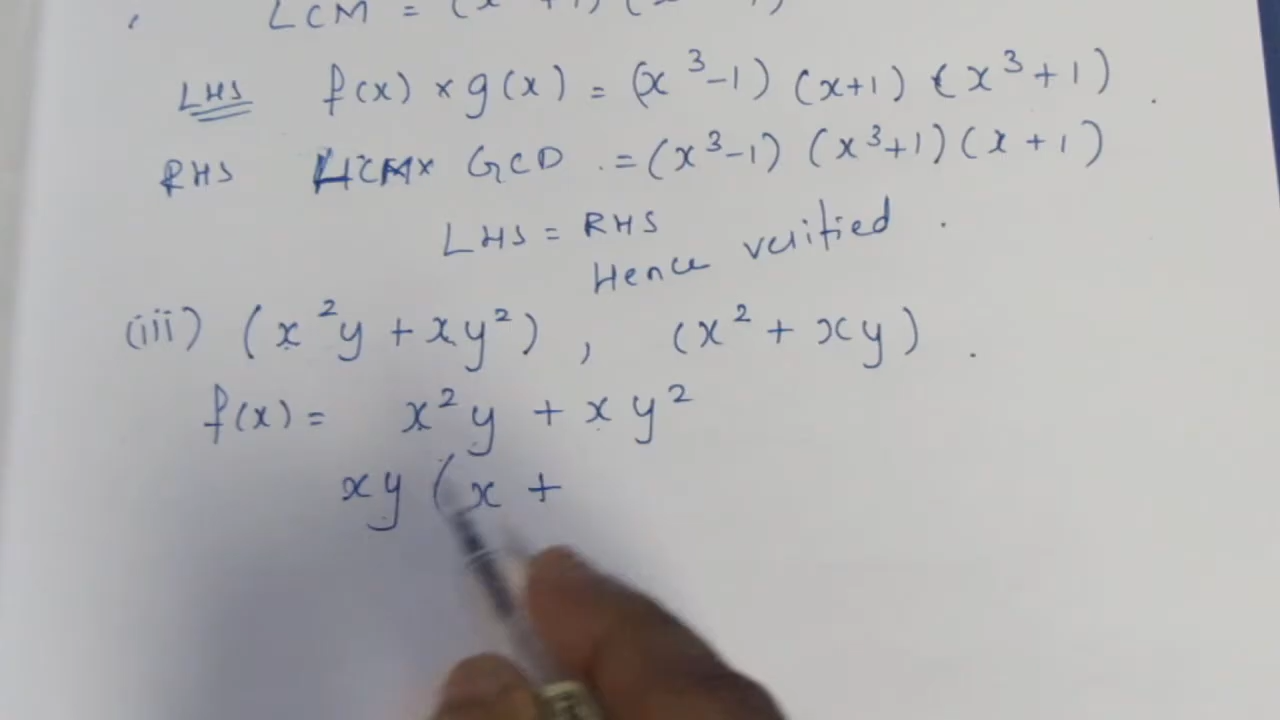 LCM =
LHS f(x) × g(x) = (x³-1) (x+1) (x³+1)
RHS LCM× GCD = (x³-1) (x³+1) (x+1)
LHS = RHS
Hence verified.
(iii) (x²y + xy²), (x² + xy).
f(x) = x²y + xy²
xy (x +